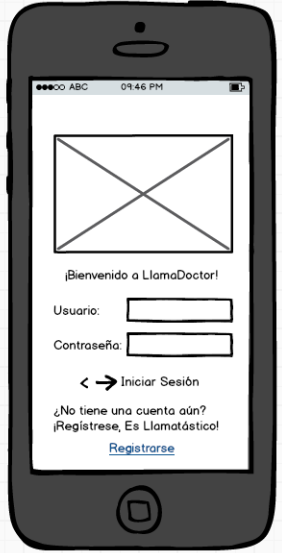 ABC 09:46 PM
¡Bienvenido a LlamaDoctor!
Usuario:
Contraseña:
Iniciar Sesión
¿No tiene una cuenta aún?
¡Regístrese, Es Llamatástico!
Registrarse